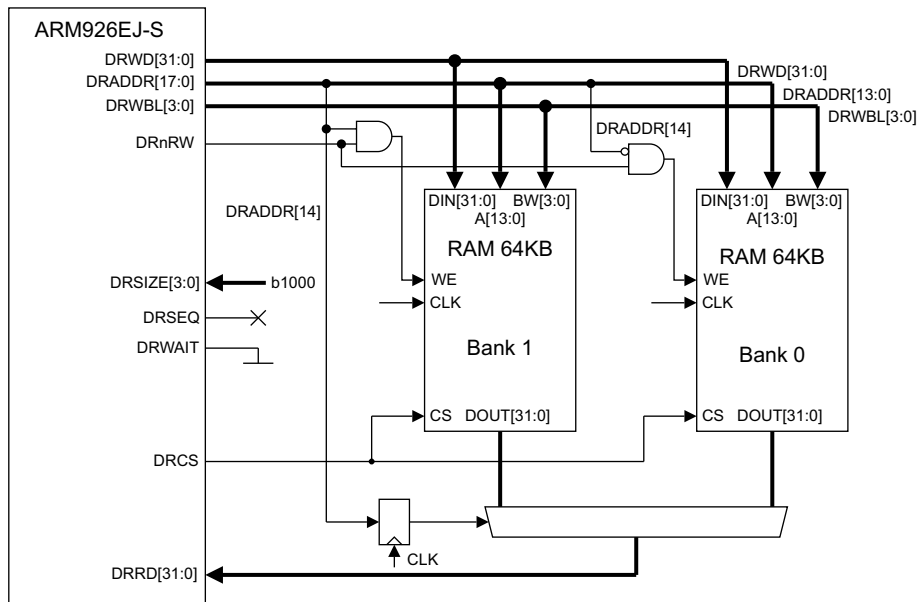 ARM926EJ-S
DRWD[31:0]
DRADDR[17:0]
DRWBL[3:0]
DRnRW
DRADDR[14]
DRSIZE[3:0]
b1000
DRSEQ
DRWAIT
DRCS
DRRD[31:0]
DRWD[31:0]
DRADDR[13:0]
DRWBL[3:0]
DRADDR[14]
DIN[31:0] BW[3:0]
A[13:0]
RAM 64KB
WE
CLK
Bank 1
CS DOUT[31:0]
DIN[31:0] BW[3:0]
A[13:0]
RAM 64KB
WE
CLK
Bank 0
CS DOUT[31:0]
CLK